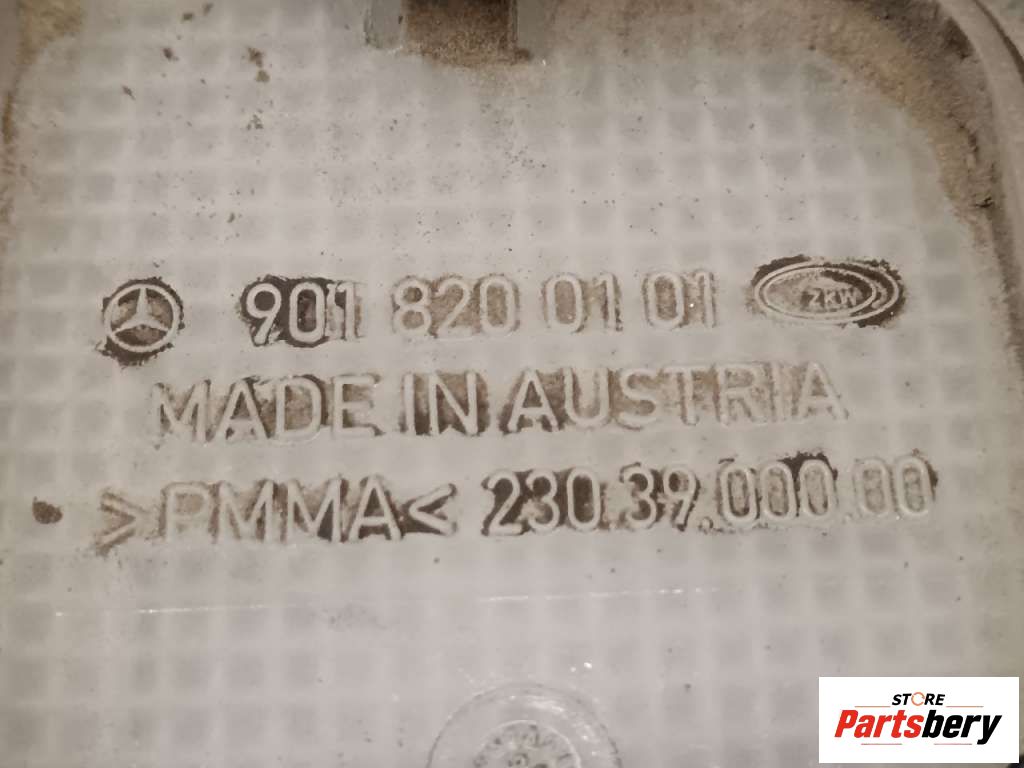 901 820 01 01 ZKW
MADE IN AUSTRIA
>PMMA< 230.39.000.00
STORE
Partsbery